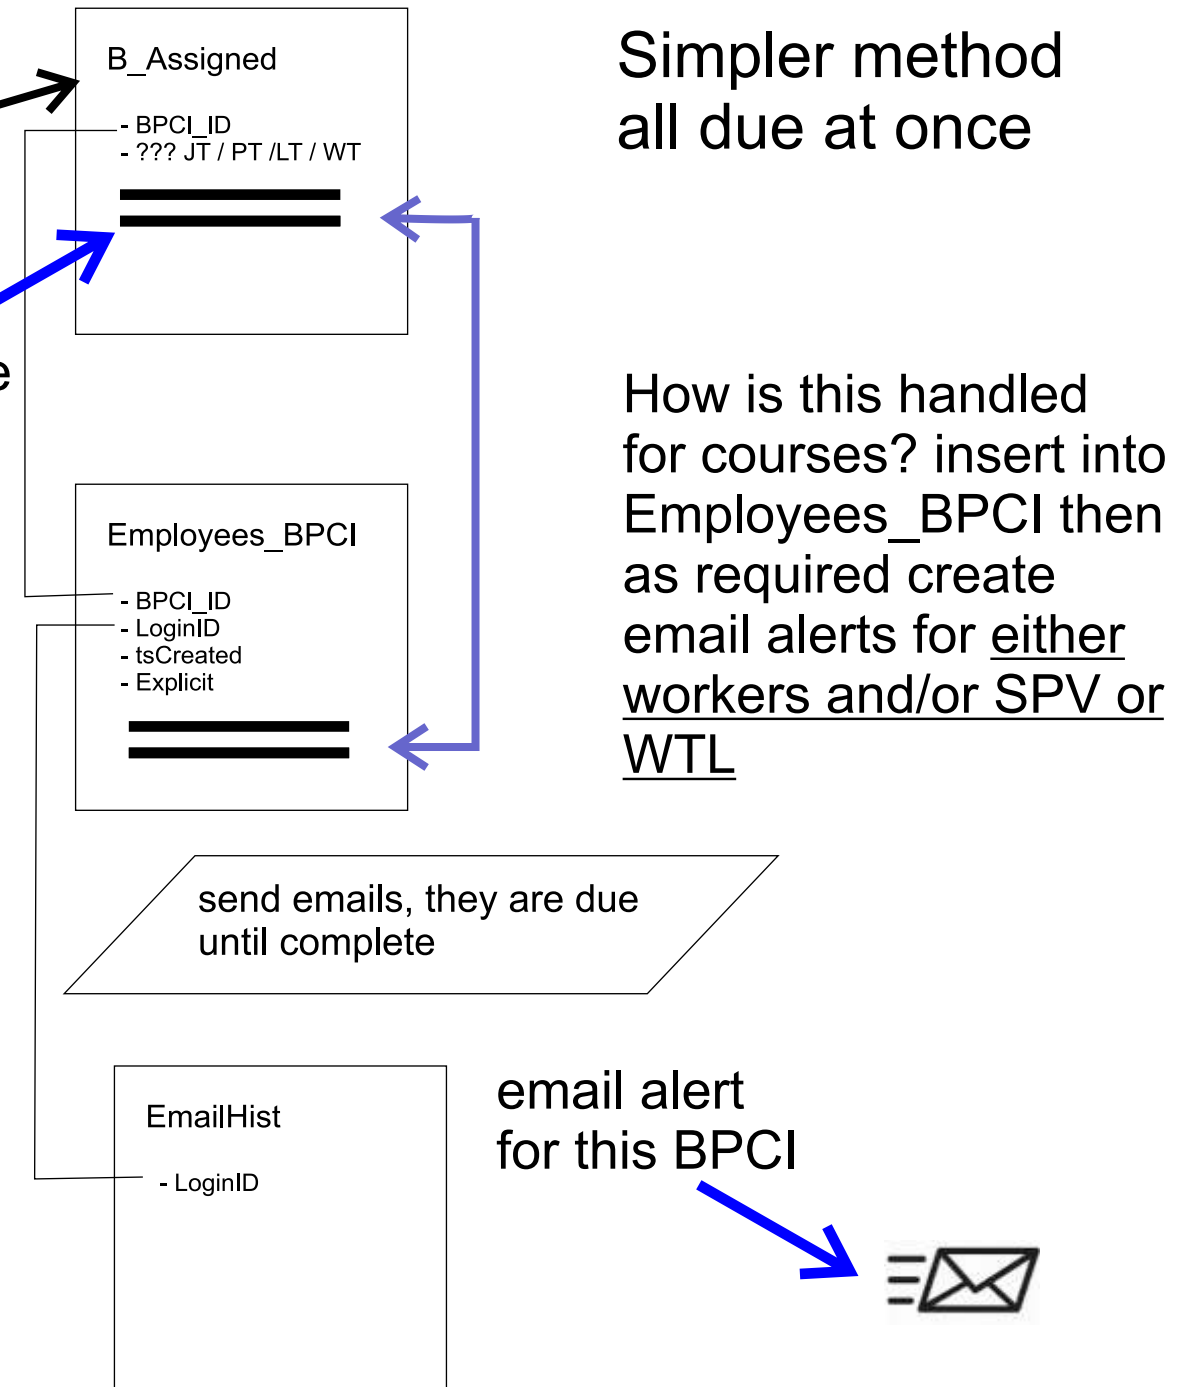 B_Assigned
- BPCI_ID
- ??? JT / PT /LT / WT
Simpler method
all due at once
e
How is this handled
for courses? insert into
Employees_BPCI then
as required create
email alerts for either
workers and/or SPV or
WTL
Employees_BPCI
- BPCI_ID
- LoginID
- tsCreated
- Explicit
send emails, they are due
until complete
EmailHist
- LoginID
email alert
for this BPCI